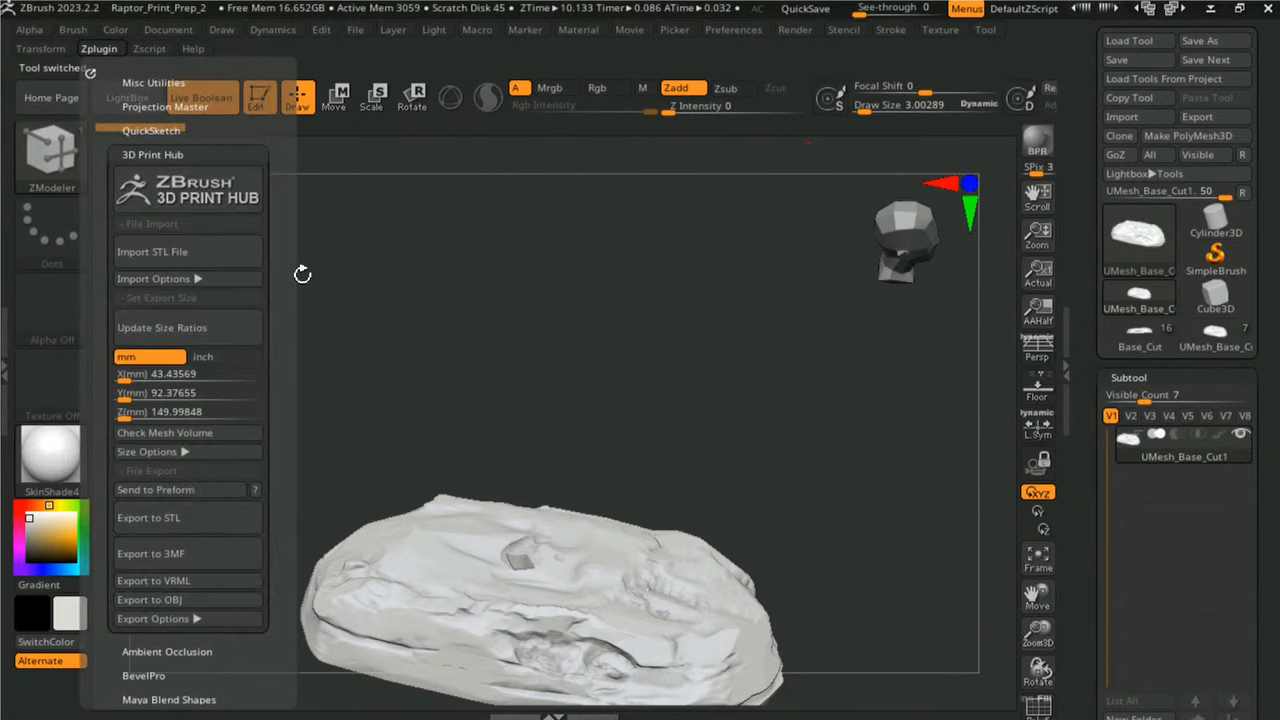 ZBrush 2023.2.2 Raptor_Print_Prep_2 • Free Mem 16.652GB • Active Mem 3059 • Scratch Disk 45 • ZTime▸10.133 Timer▸0.086 ATime▸0.032 AC QuickSave See-through 0 Menus DefaultZScript
Alpha Brush Color Document Draw Dynamics Edit File Layer Light Macro Marker Material Movie Picker Preferences Render Stencil Stroke Texture Tool
Transform Zplugin Zscript Help
Tool switched
Home Page LightBox Live Boolean Edit Draw Move Scale Rotate
A Mrgb Rgb M Zadd Zsub Zcut
Rgb Intensity Z Intensity 0
Focal Shift 0
Draw Size 3.00289 Dynamic
S D
Misc Utilities
Projection Master
QuickSketch
3D Print Hub
ZBRUSH
3D PRINT HUB
- File Import
Import STL File
Import Options ▶
- Set Export Size
Update Size Ratios
mm inch
X(mm) 43.43569
Y(mm) 92.37655
Z(mm) 149.99848
Check Mesh Volume
Size Options ▶
- File Export
Send to Preform ?
Export to STL
Export to 3MF
Export to VRML
Export to OBJ
Export Options ▶
Ambient Occlusion
BevelPro
Maya Blend Shapes
ZModeler
Dots
Alpha Off
Texture Off
SkinShade4
Gradient
SwitchColor
Alternate
BPR
SPix 3
Scroll
Zoom
Actual
AAHalf
Dynamic
Persp
Floor
Dynamic
L.Sym
XYZ
Y
Z
Frame
Move
Zoom3D
Rotate
Load Tool Save As
Save Save Next
Load Tools From Project
Copy Tool Paste Tool
Import Export
Clone Make PolyMesh3D
GoZ All Visible R
Lightbox▶Tools
UMesh_Base_Cut1. 50 R
UMesh_Base_C
Cylinder3D
SimpleBrush
UMesh_Base_C
Cube3D
16
7
Base_Cut
UMesh_Base_Cu
Subtool
Visible Count 7
V1 V2 V3 V4 V5 V6 V7 V8
UMesh_Base_Cut1
List All
New Folder